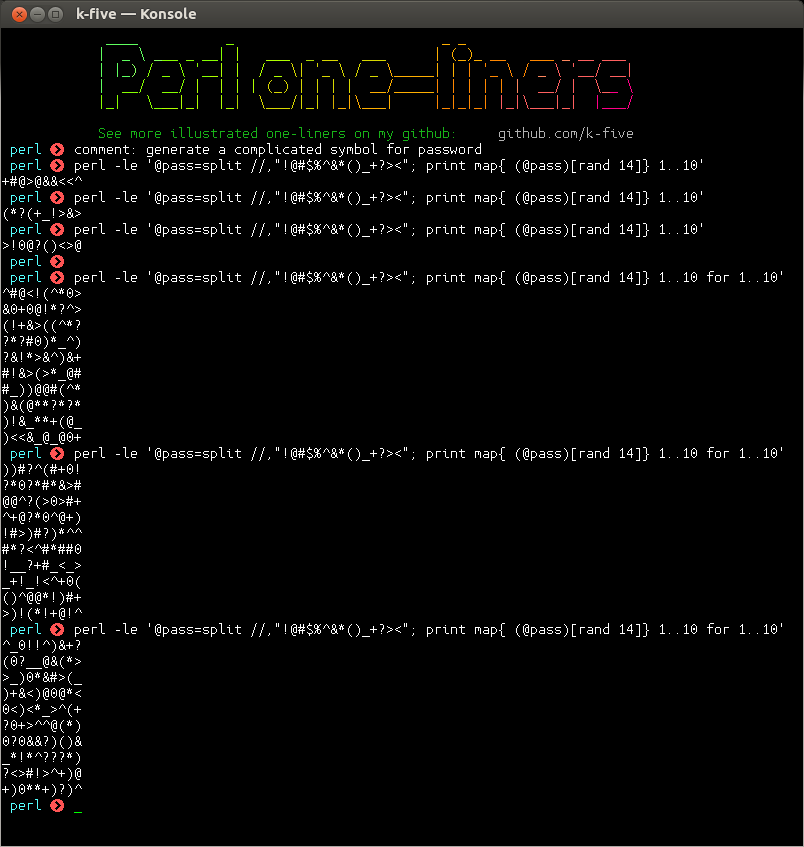 k-five — Konsole
Perl one-liners
See more illustrated one-liners on my github: github.com/k-five
perl comment: generate a complicated symbol for password
perl perl -le '@pass=split //,"!@#$%^&*()_+?><"; print map{ (@pass)[rand 14]} 1..10'
+#@>@&&<<^
perl perl -le '@pass=split //,"!@#$%^&*()_+?><"; print map{ (@pass)[rand 14]} 1..10'
(*?(+_!>&>
perl perl -le '@pass=split //,"!@#$%^&*()_+?><"; print map{ (@pass)[rand 14]} 1..10'
>!0@?()<>@
perl
perl perl -le '@pass=split //,"!@#$%^&*()_+?><"; print map{ (@pass)[rand 14]} 1..10 for 1..10'
^#@<!(^*0>
&0+0@!*?^>
(!+&>((^*?
?*?#0)*_^)
?&!*>&^)&+
#!&>(>*_@#
#_))@@#(^*
)&(@**?*?*
)!&_**+(@_
)<<&_@_@0+
perl perl -le '@pass=split //,"!@#$%^&*()_+?><"; print map{ (@pass)[rand 14]} 1..10 for 1..10'
))#?^(#+0!
?*0?*#*&>#
@@^?(>0>#+
^+@?*0^@+)
!#>)#?)*^^
#*?<^#*##0
!__?+#_<_>
_+!_!<^+0(
()^@@*!)#+
>)!(*!+@!^
perl perl -le '@pass=split //,"!@#$%^&*()_+?><"; print map{ (@pass)[rand 14]} 1..10 for 1..10'
^_0!!^)&+?
(0?__@&(*>
>_)0*&#>(_
)+&<)@0@*<
0<)<*_>^(+
?0+>^^@(*)
0?0&&?)()&
_*!*^???*)
?<>#!>^+)@
+)0**+)?)^
perl _